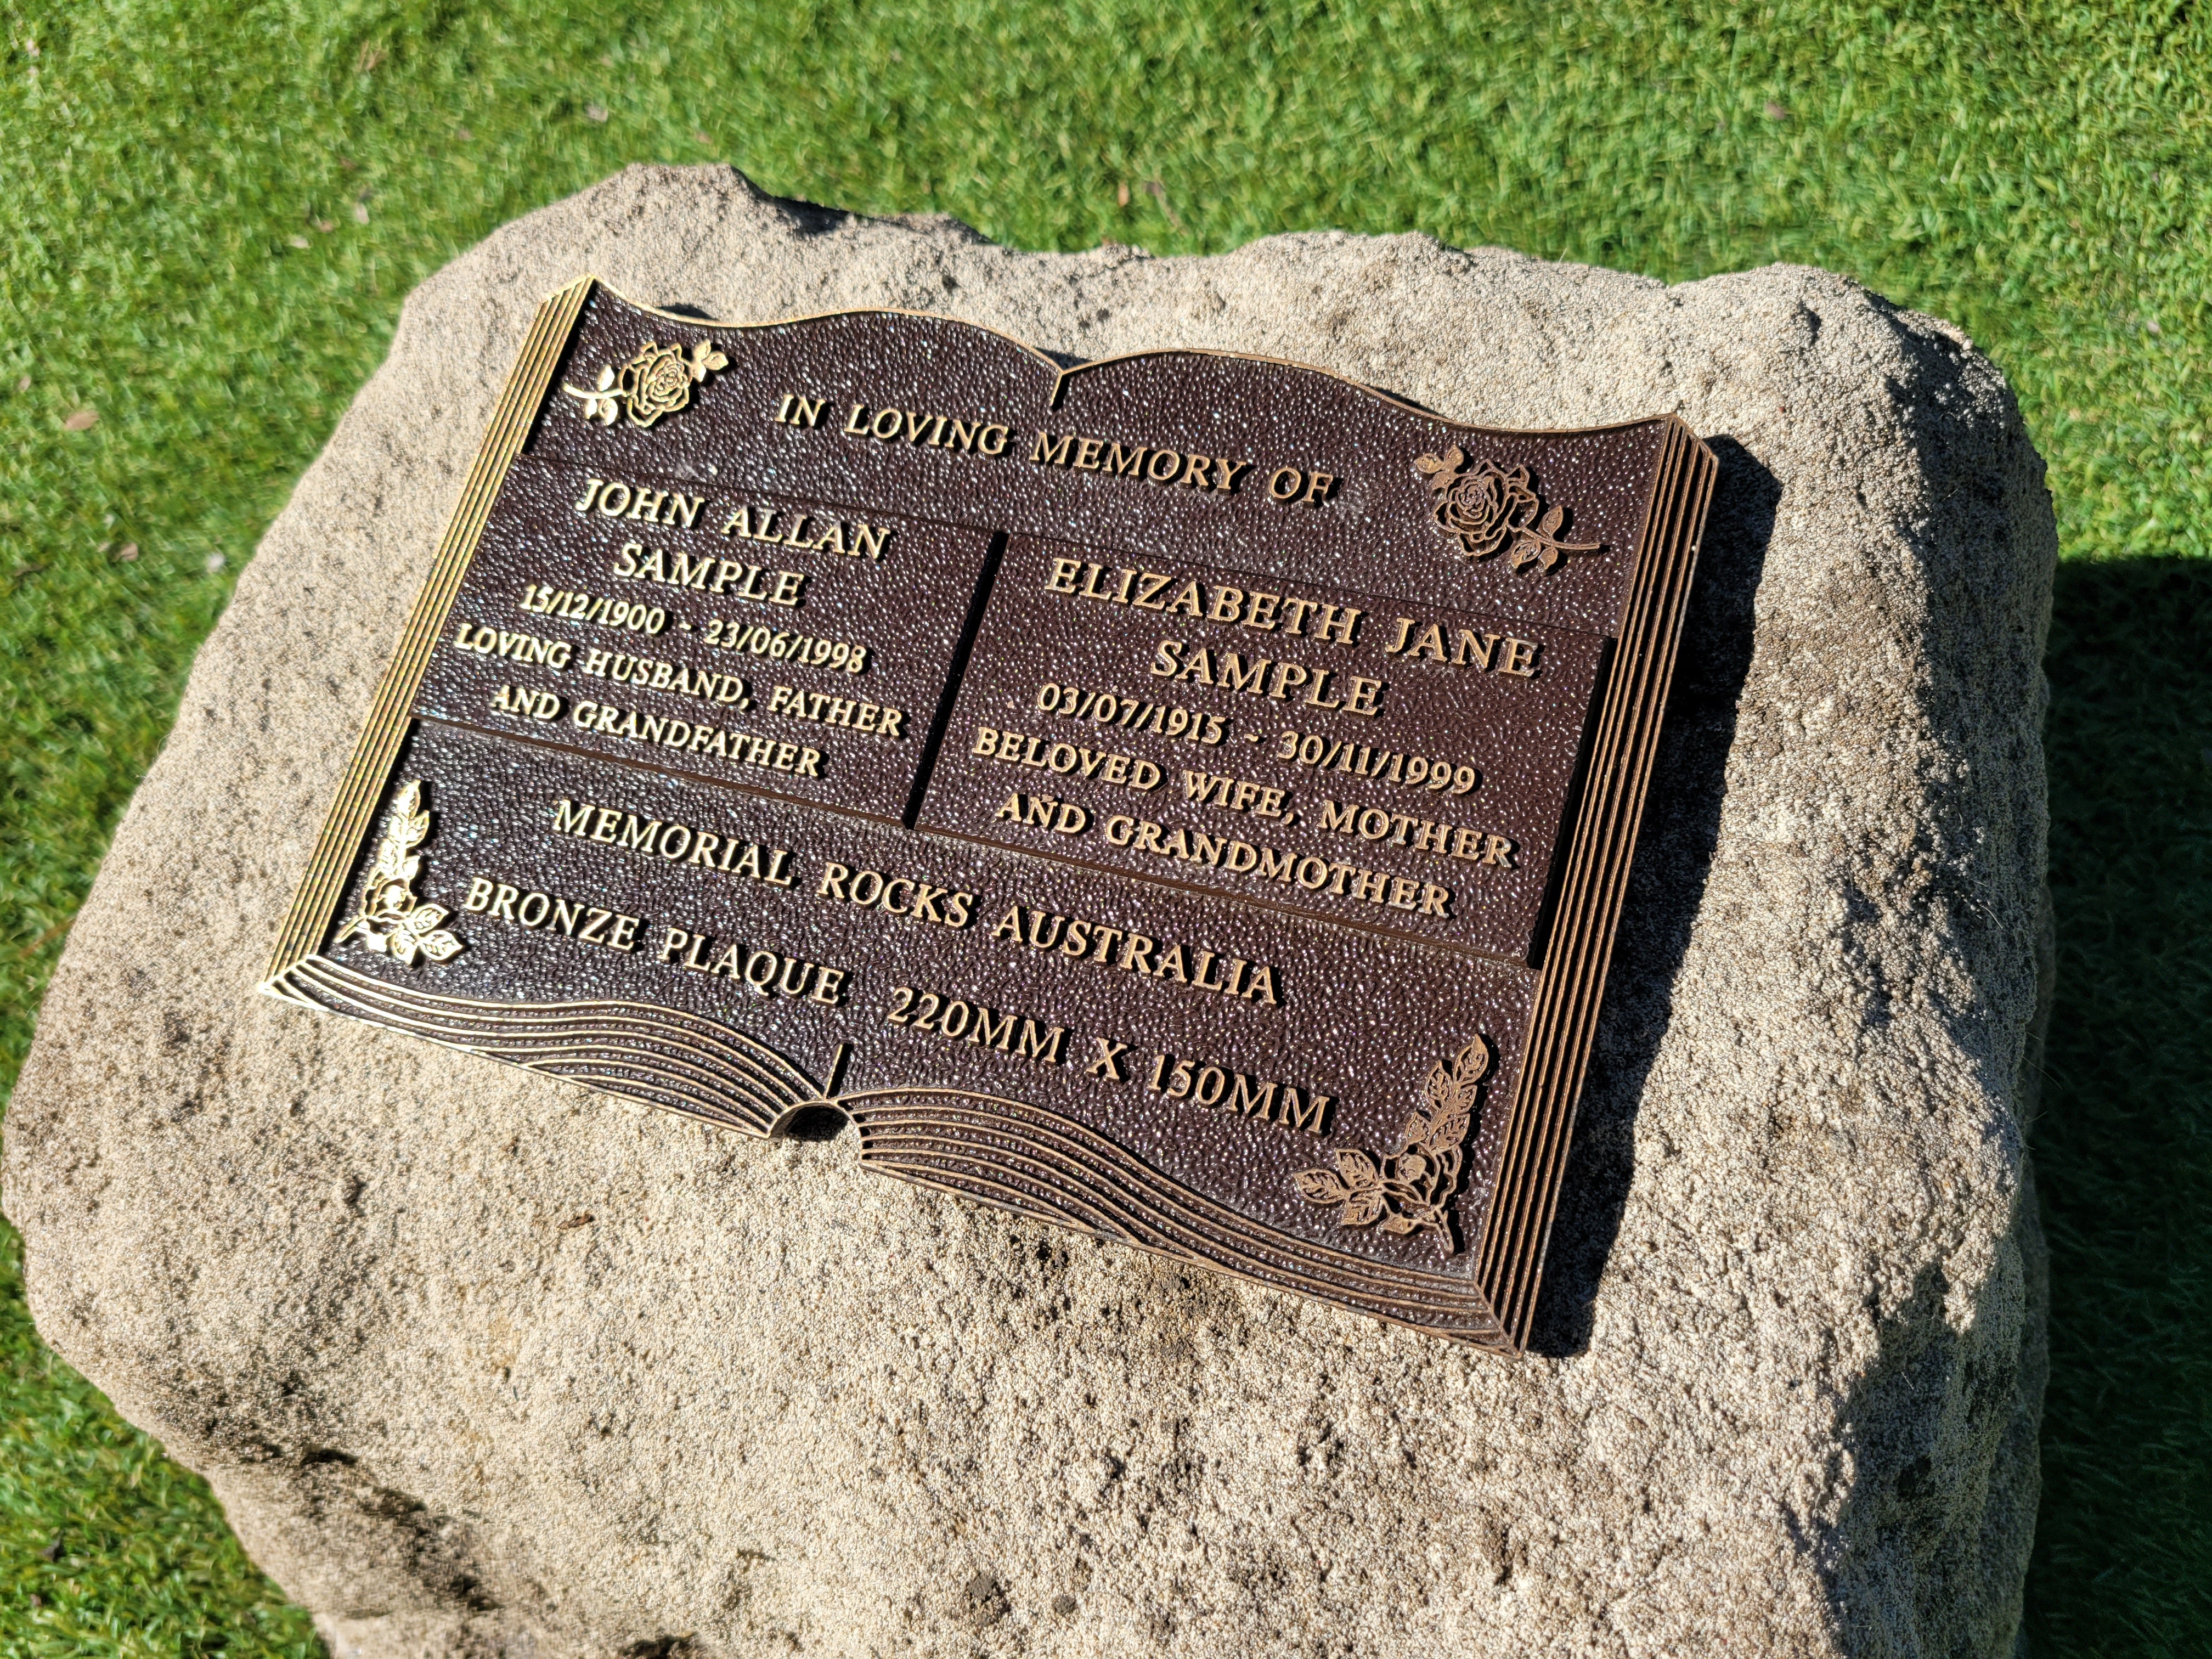 IN LOVING MEMORY OF
JOHN ALLAN
SAMPLE
15/12/1900 - 23/06/1998
LOVING HUSBAND, FATHER
AND GRANDFATHER
ELIZABETH JANE
SAMPLE
03/07/1915 - 30/11/1999
BELOVED WIFE, MOTHER
AND GRANDMOTHER
MEMORIAL ROCKS AUSTRALIA
BRONZE PLAQUE 220MM X 150MM